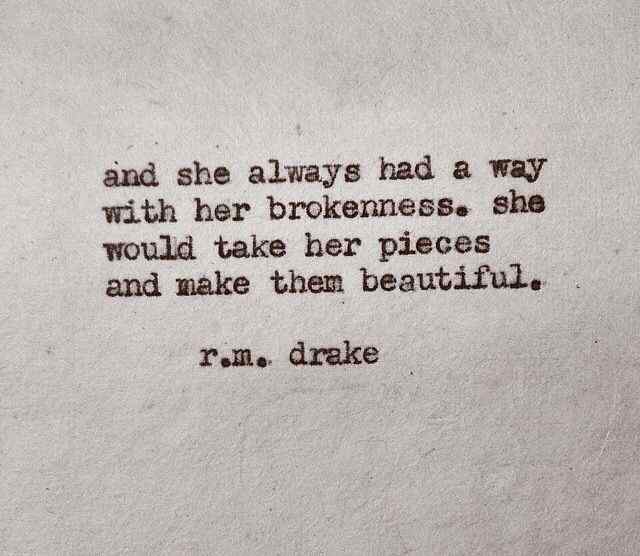 and she always had a way
with her brokenness. she
would take her pieces
and make them beautiful.
r.m. drake